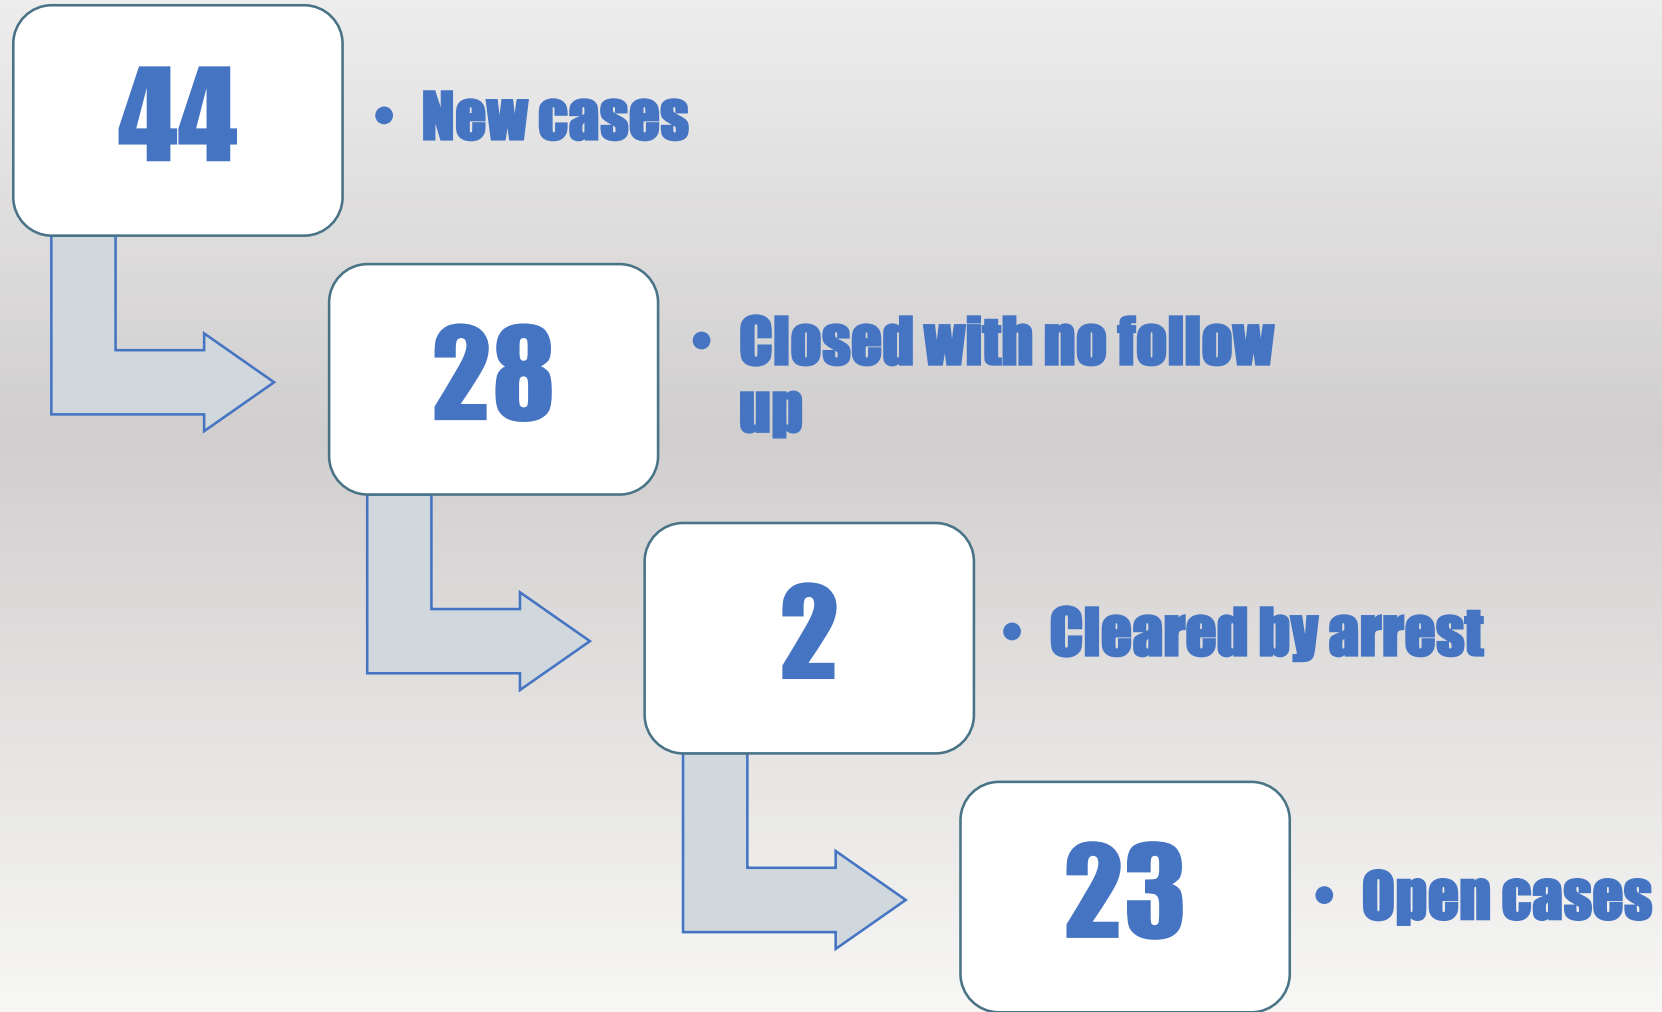 44
• New cases
28
• Closed with no follow
up
2
• Cleared by arrest
23
• Open cases